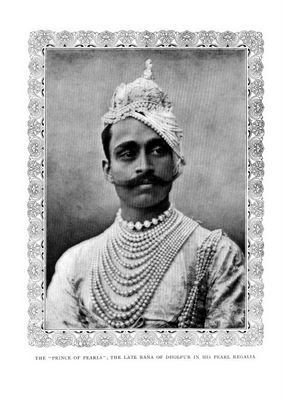 THE "PRINCE OF PEARLS"; THE LATE RANA OF DHOLPUR IN HIS PEARL REGALIA